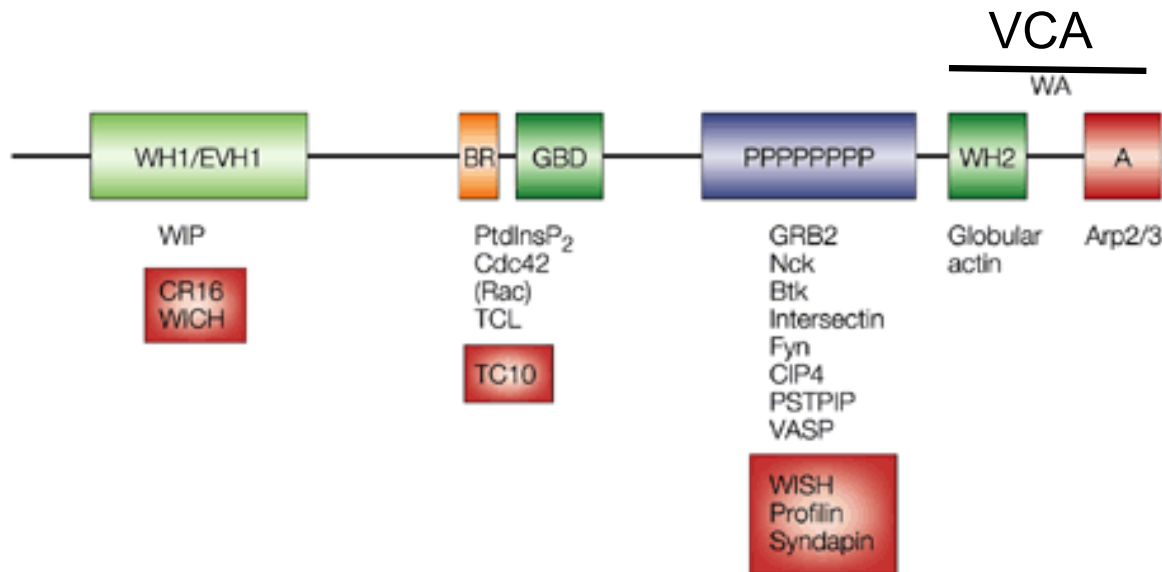 VCA
WA
WH1/EVH1
BR
GBD
PPPPPPPP
WH2
A
WIP
CR16
WICH
PtdInsP2
Cdc42
(Rac)
TCL
TC10
GRB2
Nck
Btk
Intersectin
Fyn
CIP4
PSTPIP
VASP
WISH
Profilin
Syndapin
Globular
actin
Arp2/3